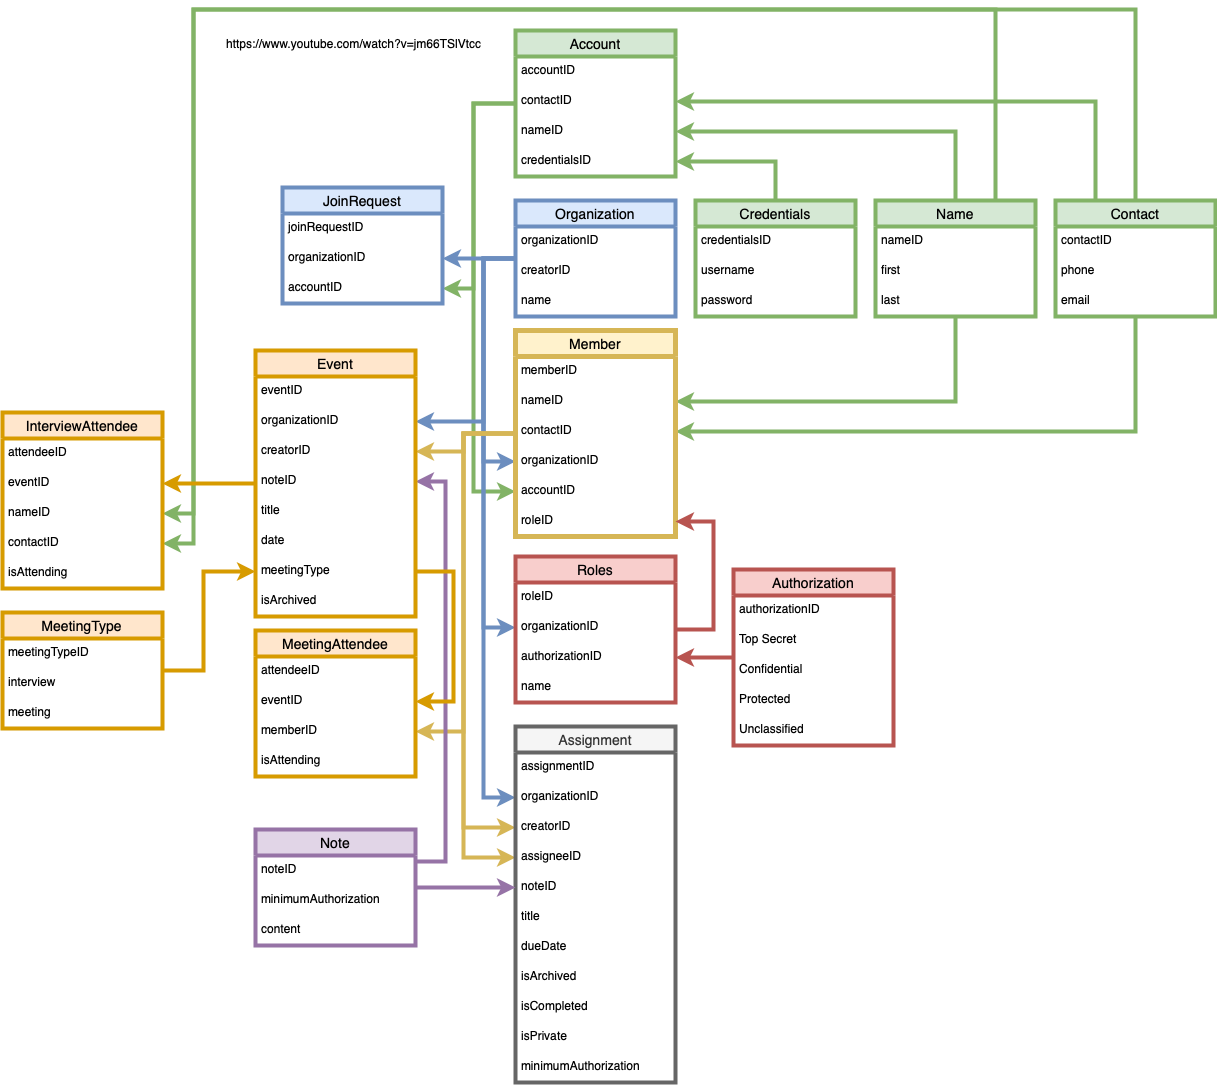 https://www.youtube.com/watch?v=jm66TSlVtcc
Account
accountID
contactID
nameID
credentialsID
JoinRequest
joinRequestID
organizationID
accountID
Organization
organizationID
creatorID
name
Credentials
credentialsID
username
password
Name
nameID
first
last
Contact
contactID
phone
email
Member
memberID
nameID
contactID
organizationID
accountID
roleID
Event
eventID
organizationID
creatorID
noteID
title
date
meetingType
isArchived
InterviewAttendee
attendeeID
eventID
nameID
contactID
isAttending
MeetingType
meetingTypeID
interview
meeting
MeetingAttendee
attendeeID
eventID
memberID
isAttending
Roles
roleID
organizationID
authorizationID
name
Authorization
authorizationID
Top Secret
Confidential
Protected
Unclassified
Assignment
assignmentID
organizationID
creatorID
assigneeID
noteID
title
dueDate
isArchived
isCompleted
isPrivate
minimumAuthorization
Note
noteID
minimumAuthorization
content